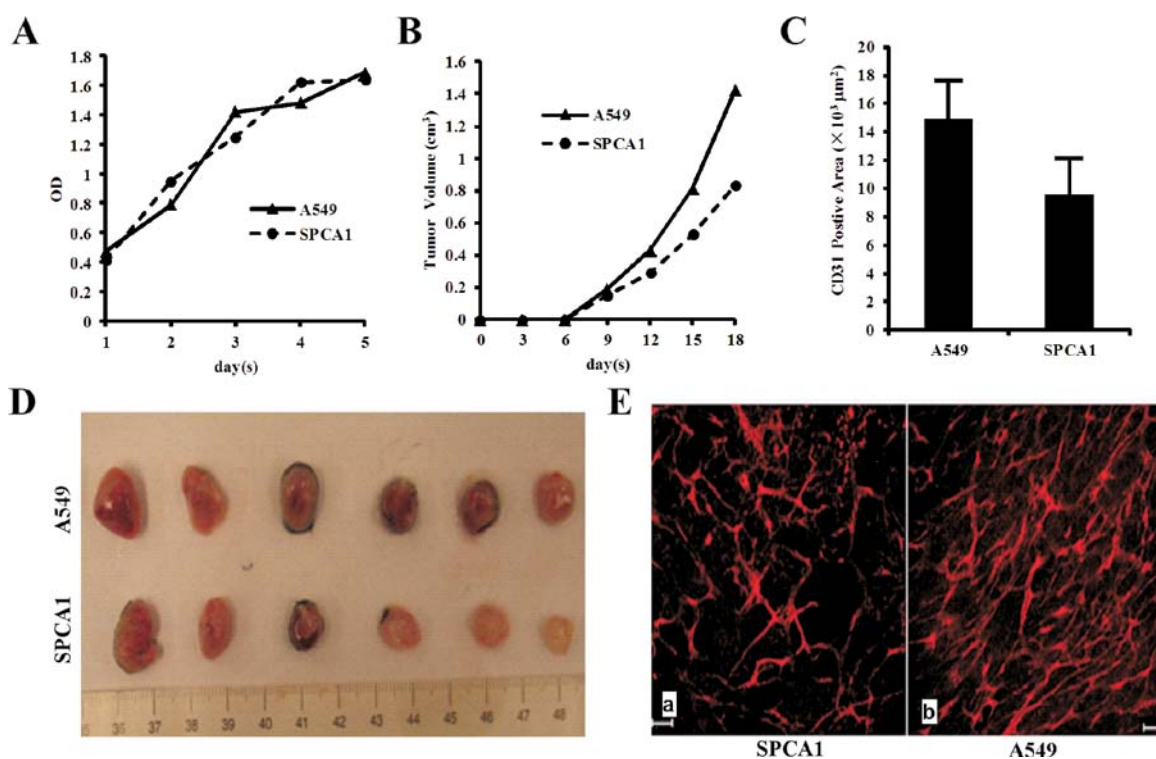 A
1.8
1.6
1.4
1.2
1
0.8
0.6
0.4
0.2
0
OD
A549
SPCA1
1 2 3 4 5
day(s)
B
1.6
1.4
1.2
1
0.8
0.6
0.4
0.2
0
Tumor Volume (cm³)
A549
SPCA1
0 3 6 9 12 15 18
day(s)
C
20
18
16
14
12
10
8
6
4
2
0
CD31 Postive Area (×10³ μm²)
A549 SPCA1
D
A549
SPCA1
36 37 38 39 40 41 42 43 44 45 46 47 48
E
a b
SPCA1 A549